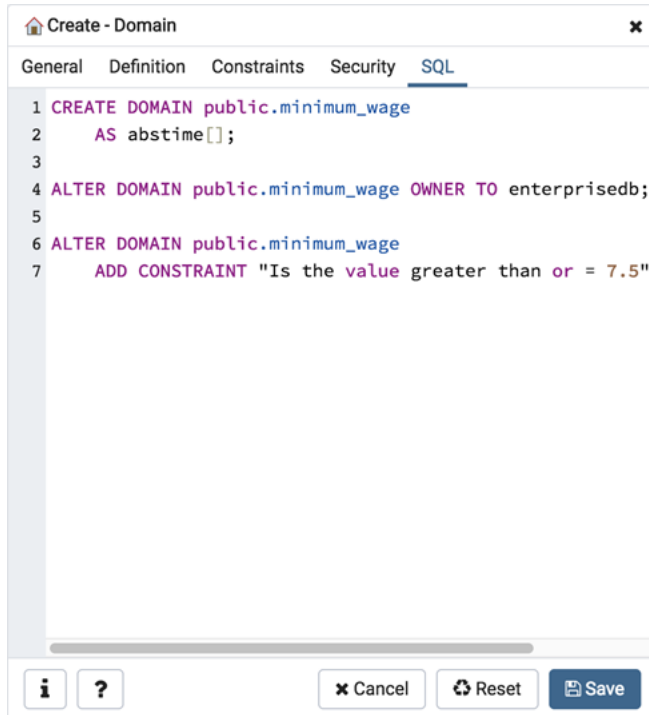 Create - Domain
General Definition Constraints Security SQL
1 CREATE DOMAIN public.minimum_wage
2 AS abstime[];
3
4 ALTER DOMAIN public.minimum_wage OWNER TO enterprisedb;
5
6 ALTER DOMAIN public.minimum_wage
7 ADD CONSTRAINT "Is the value greater than or = 7.5"
i ? Cancel Reset Save